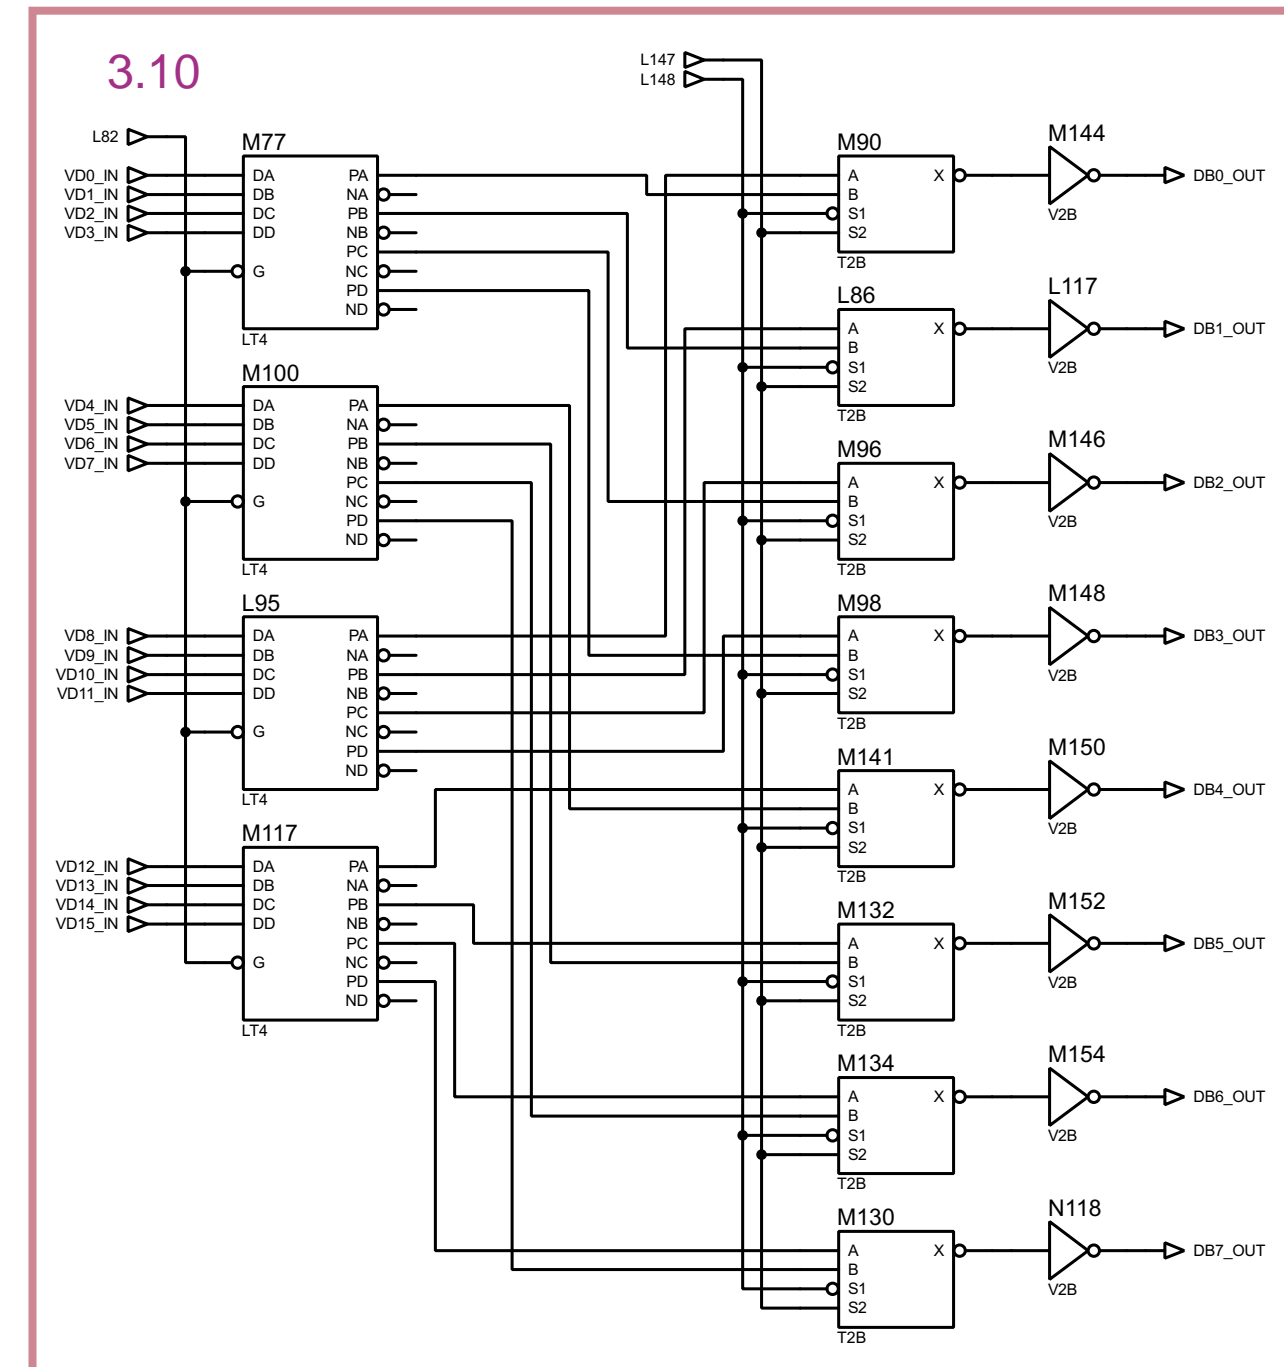 3.10
L147
L148
L82
VD0_IN
VD1_IN
VD2_IN
VD3_IN
M77
DA PA
DB NA
DC PB
DD NB
PC
G NC
PD
ND
LT4
VD4_IN
VD5_IN
VD6_IN
VD7_IN
M100
DA PA
DB NA
DC PB
DD NB
PC
G NC
PD
ND
LT4
VD8_IN
VD9_IN
VD10_IN
VD11_IN
L95
DA PA
DB NA
DC PB
DD NB
PC
G NC
PD
ND
LT4
VD12_IN
VD13_IN
VD14_IN
VD15_IN
M117
DA PA
DB NA
DC PB
DD NB
PC
G NC
PD
ND
LT4
M90
A X
B
S1
S2
T2B
M144
V2B
DB0_OUT
L86
A X
B
S1
S2
T2B
L117
V2B
DB1_OUT
M96
A X
B
S1
S2
T2B
M146
V2B
DB2_OUT
M98
A X
B
S1
S2
T2B
M148
V2B
DB3_OUT
M141
A X
B
S1
S2
T2B
M150
V2B
DB4_OUT
M132
A X
B
S1
S2
T2B
M152
V2B
DB5_OUT
M134
A X
B
S1
S2
T2B
M154
V2B
DB6_OUT
M130
A X
B
S1
S2
T2B
N118
V2B
DB7_OUT